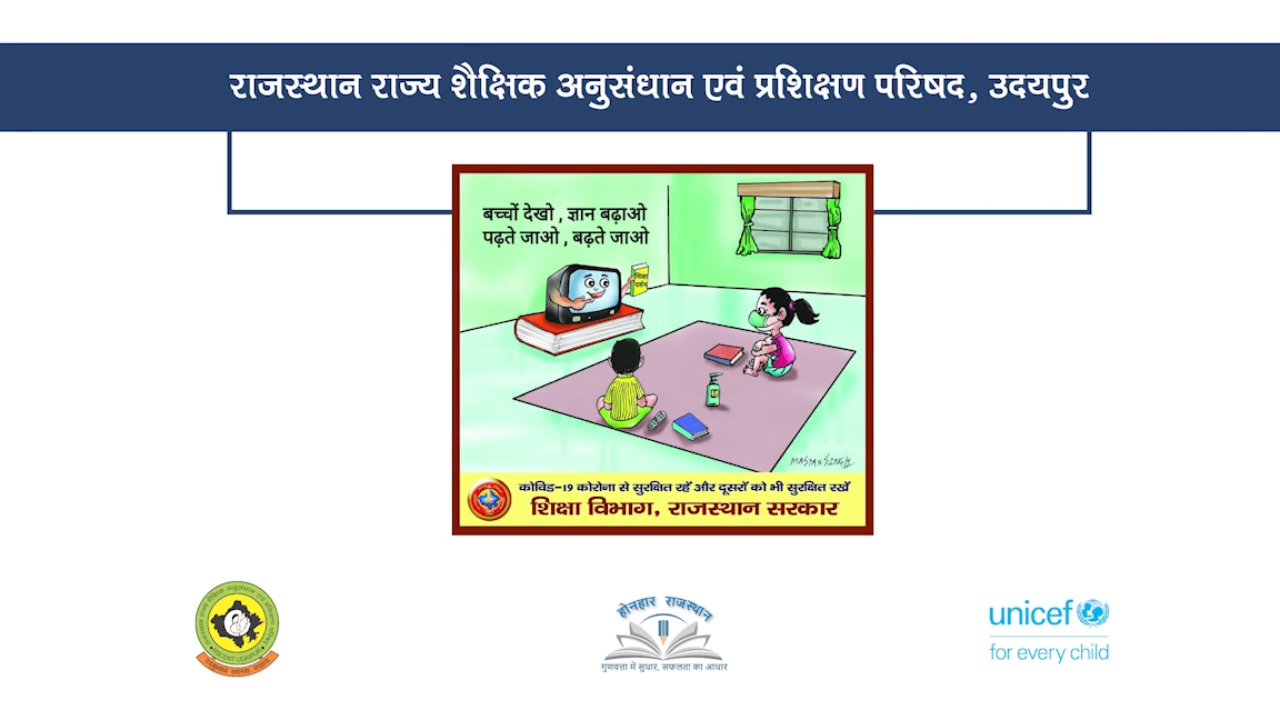 राजस्थान राज्य शैक्षिक अनुसंधान एवं प्रशिक्षण परिषद, उदयपुर
बच्चों देखो , ज्ञान बढ़ाओ
पढ़ते जाओ , बढ़ते जाओ
शिक्षा
MASTAN SINGH
कोविड-19 कोरोना से सुरक्षित रहें और दूसरों को भी सुरक्षित रखें
शिक्षा विभाग, राजस्थान सरकार
होनहार राजस्थान
गुणवत्ता में सुधार, सफलता का आधार
unicef
for every child